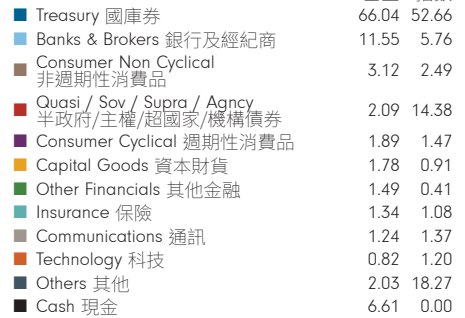 Treasury 國庫券 66.04 52.66
Banks & Brokers 銀行及經紀商 11.55 5.76
Consumer Non Cyclical
非週期性消費品 3.12 2.49
Quasi / Sov / Supra / Agncy
半政府/主權/超國家/機構債券 2.09 14.38
Consumer Cyclical 週期性消費品 1.89 1.47
Capital Goods 資本財貨 1.78 0.91
Other Financials 其他金融 1.49 0.41
Insurance 保險 1.34 1.08
Communications 通訊 1.24 1.37
Technology 科技 0.82 1.20
Others 其他 2.03 18.27
Cash 現金 6.61 0.00